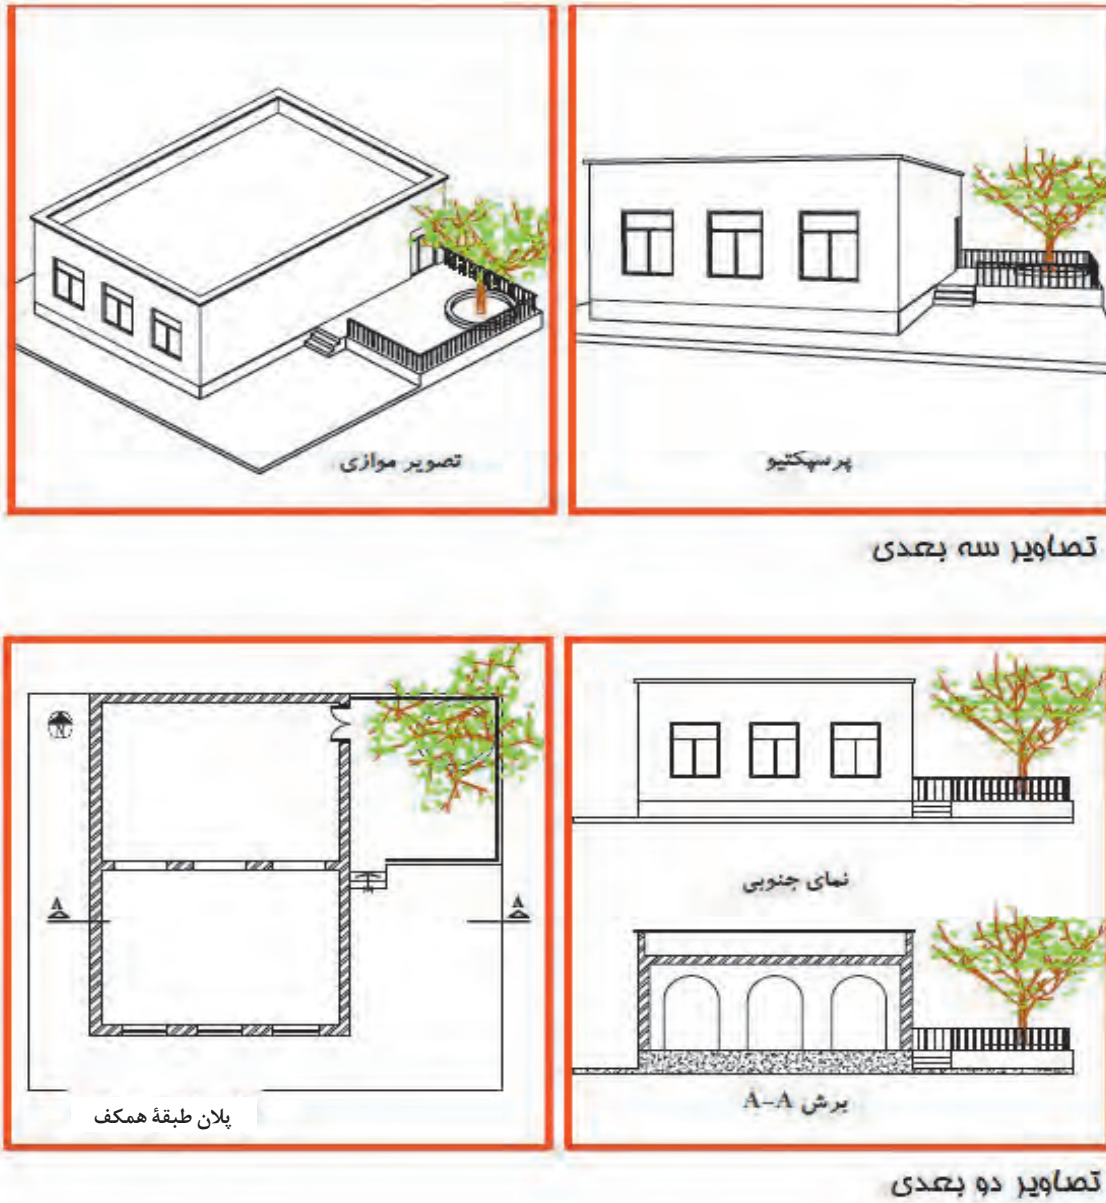 تصویر موازی
پرسپکتیو
تصاویر سه بعدی
N
A
A
پلان طبقهٔ همکف
نمای جنوبی
برش A-A
تصاویر دو بعدی